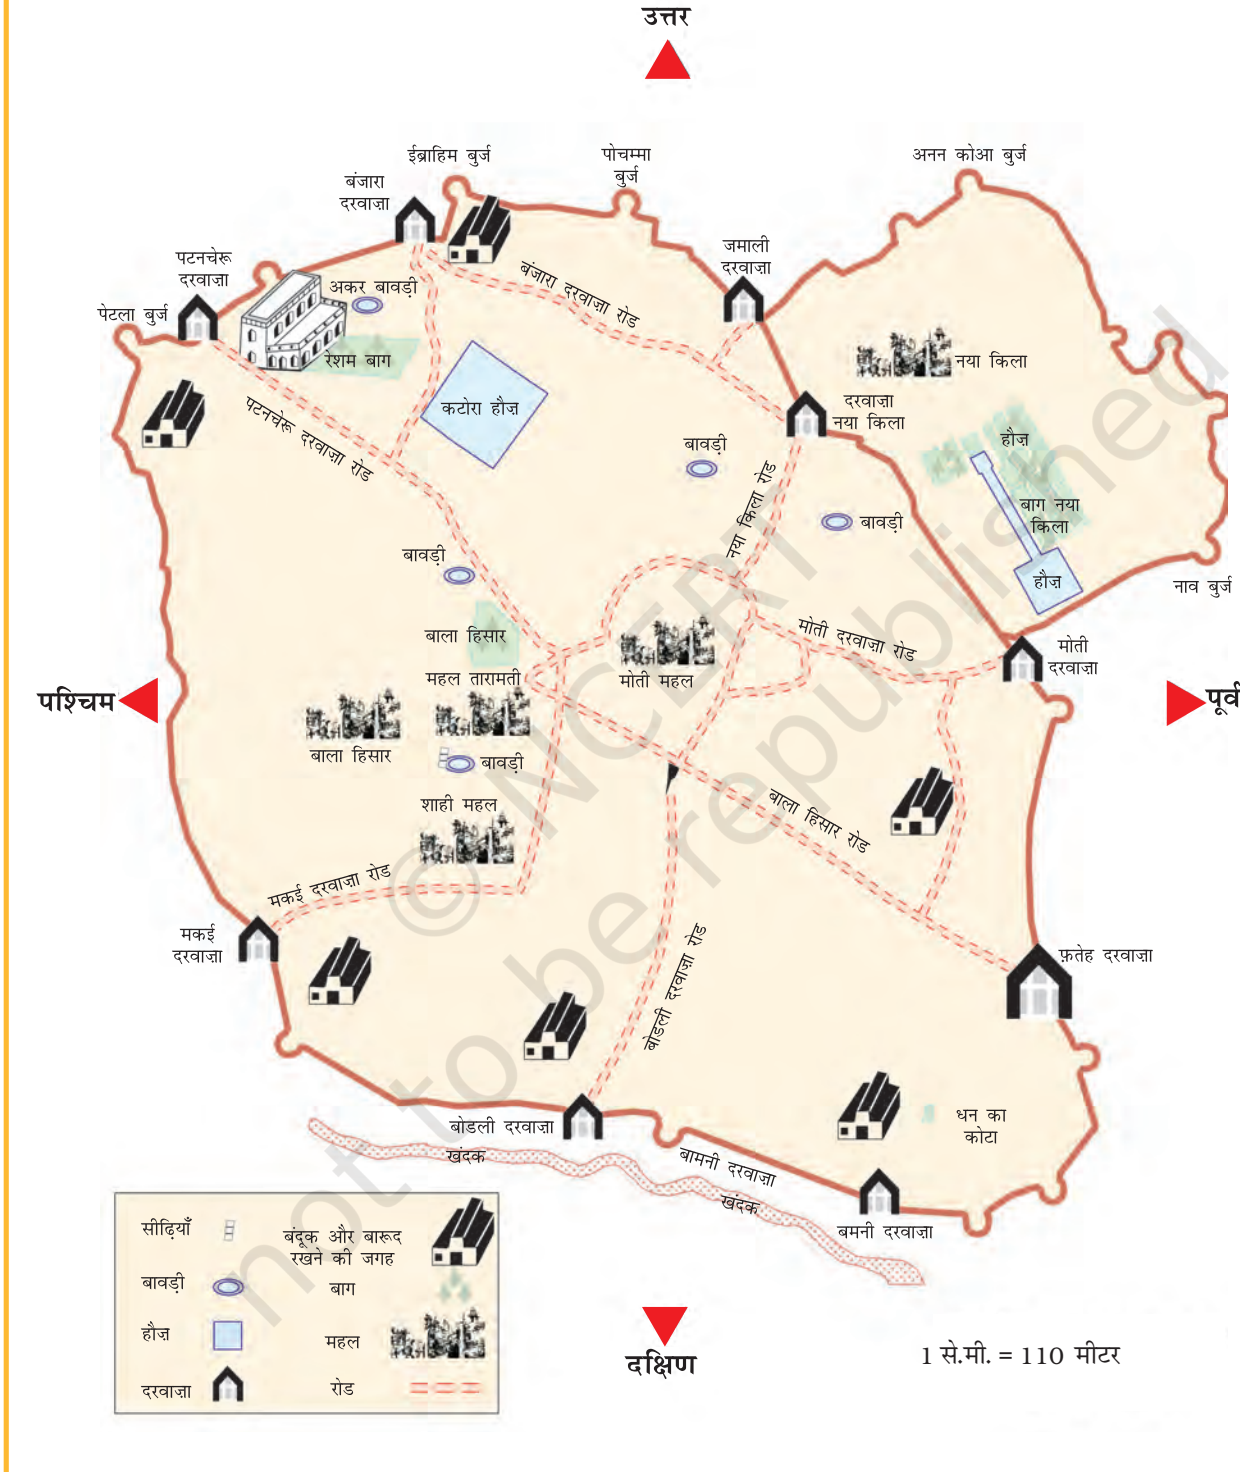 उत्तर
ईब्राहिम बुर्ज
पोचम्मा
बुर्ज
अनन कोआ बुर्ज
बंजारा
दरवाज़ा
पटनचेरू
दरवाज़ा
जमाली
दरवाज़ा
बंजारा दरवाज़ा रोड
अकर बावड़ी
पेटला बुर्ज
रेशम बाग
नया किला
पटनचेरू दरवाज़ा रोड
कटोरा हौज़
दरवाज़ा
नया किला
बावड़ी
हौज़
नया किला रोड
बाग नया
किला
बावड़ी
बावड़ी
हौज़
नाव बुर्ज
बाला हिसार
मोती दरवाज़ा रोड
मोती
दरवाज़ा
महल तारामती
मोती महल
पश्चिम
पूर्व
बाला हिसार
बावड़ी
शाही महल
बाला हिसार रोड
मकई दरवाज़ा रोड
मकई
दरवाज़ा
फ़तेह दरवाज़ा
बोडली दरवाज़ा रोड
धन का
कोटा
बोडली दरवाज़ा
खंदक
बामनी दरवाज़ा
खंदक
बमनी दरवाज़ा
सीढ़ियाँ
बंदूक और बारूद
रखने की जगह
बावड़ी
बाग
हौज़
महल
दरवाज़ा
रोड
दक्षिण
1 से.मी. = 110 मीटर
© NCERT
not to be republished